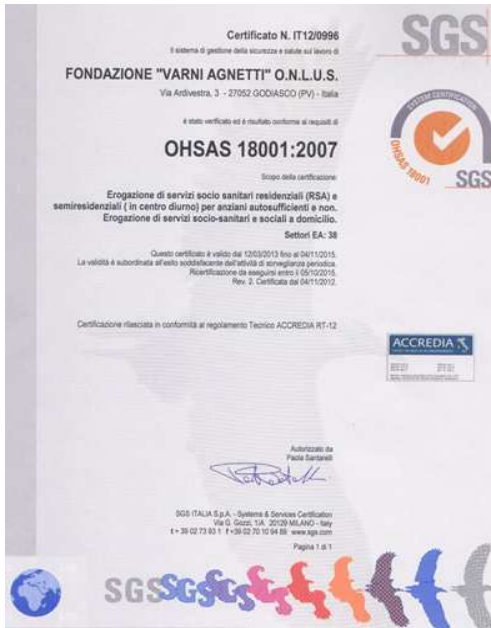 Certificato N. IT12/0996
Il sistema di gestione della sicurezza e salute sul lavoro di
FONDAZIONE "VARNI AGNETTI" O.N.L.U.S.
Via Ardivestra, 3 - 27052 GODIASCO (PV) - Italia
è stato verificato ed è risultato conforme ai requisiti di
OHSAS 18001:2007
Scopo della certificazione:
Erogazione di servizi socio sanitari residenziali (RSA) e
semiresidenziali ( in centro diurno) per anziani autosufficienti e non.
Erogazione di servizi socio-sanitari e sociali a domicilio.
Settori EA: 38
Questo certificato è valido dal 12/03/2013 fino al 04/11/2015.
La validità è subordinata all'esito soddisfacente dell'attività di sorveglianza periodica.
Ricertificazione da eseguirsi entro il 05/10/2015.
Rev. 2. Certificata dal 04/11/2012.
Certificazione rilasciata in conformità al regolamento Tecnico ACCREDIA RT-12
Autorizzato da
Paola Santarelli
SGS ITALIA S.p.A. - Systems & Services Certification
Via G. Gozzi, 1/A 20129 MILANO - Italy
t + 39 02 73 93 1 f +39 02 70 10 94 89 www.sgs.com
Pagina 1 di 1
SGS
SYSTEM CERTIFICATION
OHSAS 18001
SGS
ACCREDIA
SGS SGS SGS